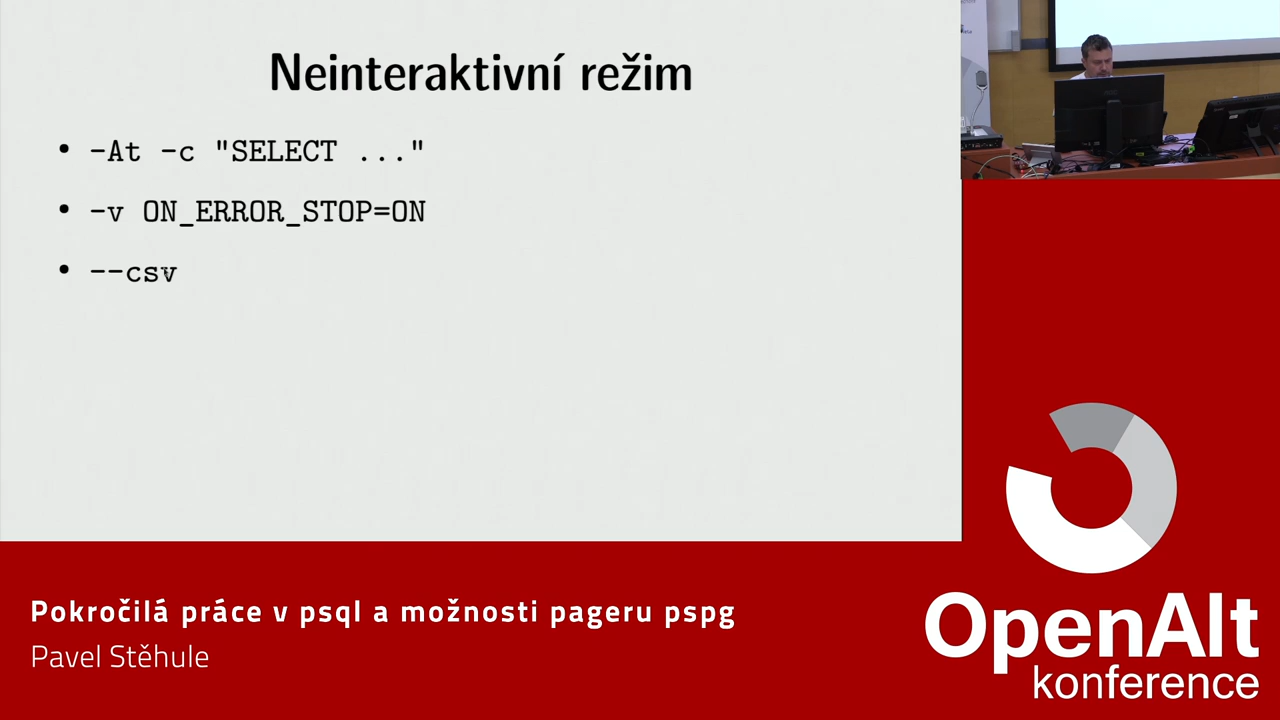 Neinteraktivní režim
• -At -c "SELECT ..."
• -v ON_ERROR_STOP=ON
• --csv
Pokročilá práce v psql a možnosti pageru pspg
Pavel Stěhule
OpenAlt
konference